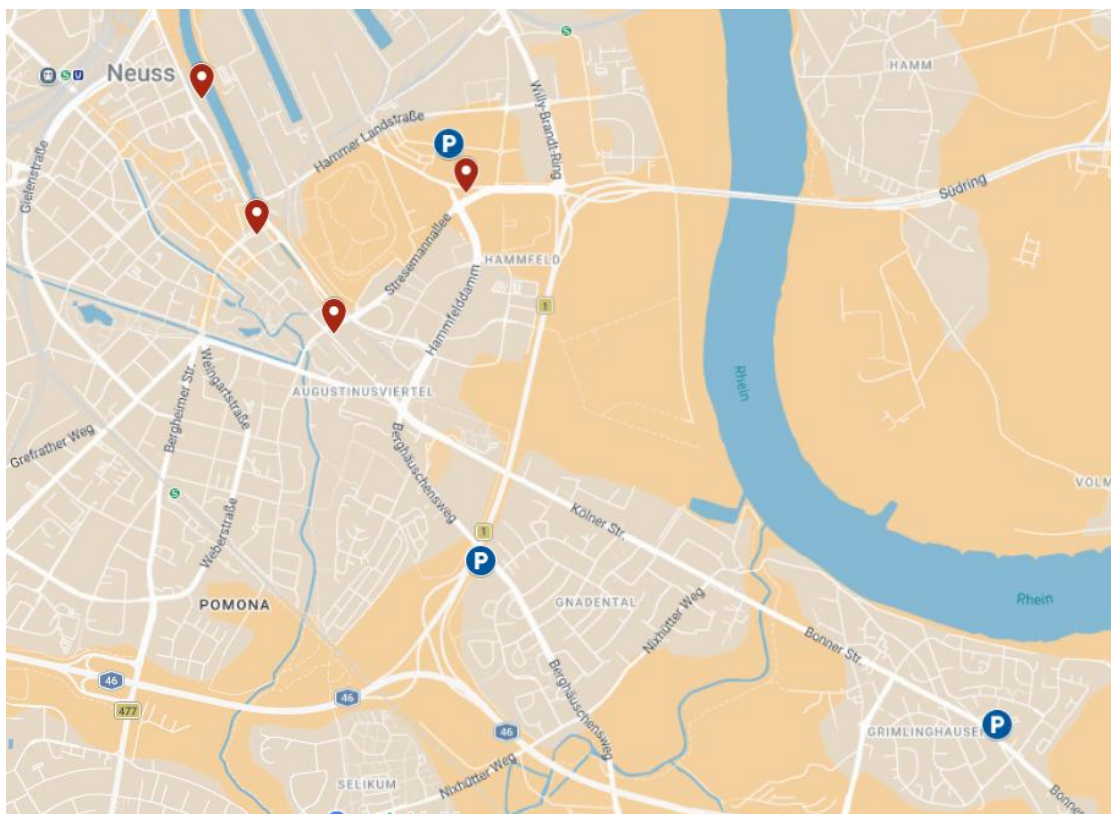 Neuss
S
U
S
HAMM
Gielenstraße
Hammer Landstraße
Willy-Brandt-Ring
P
Südring
Stresemannallee
HAMMFELD
Hammfelddamm
1
Rhein
AUGUSTINUSVIERTEL
Weingartstraße
Bergheimer Str.
Grefrather Weg
Berghäuschensweg
VOLM
S
Weberstraße
Kölner Str.
1
P
POMONA
GNADENTAL
Nixhütter Weg
Rhein
Bonner Str.
46
46
477
Berghäuschensweg
46
GRIMLINGHAUSEN
P
SELIKUM
Nixhütter Weg
Bonne